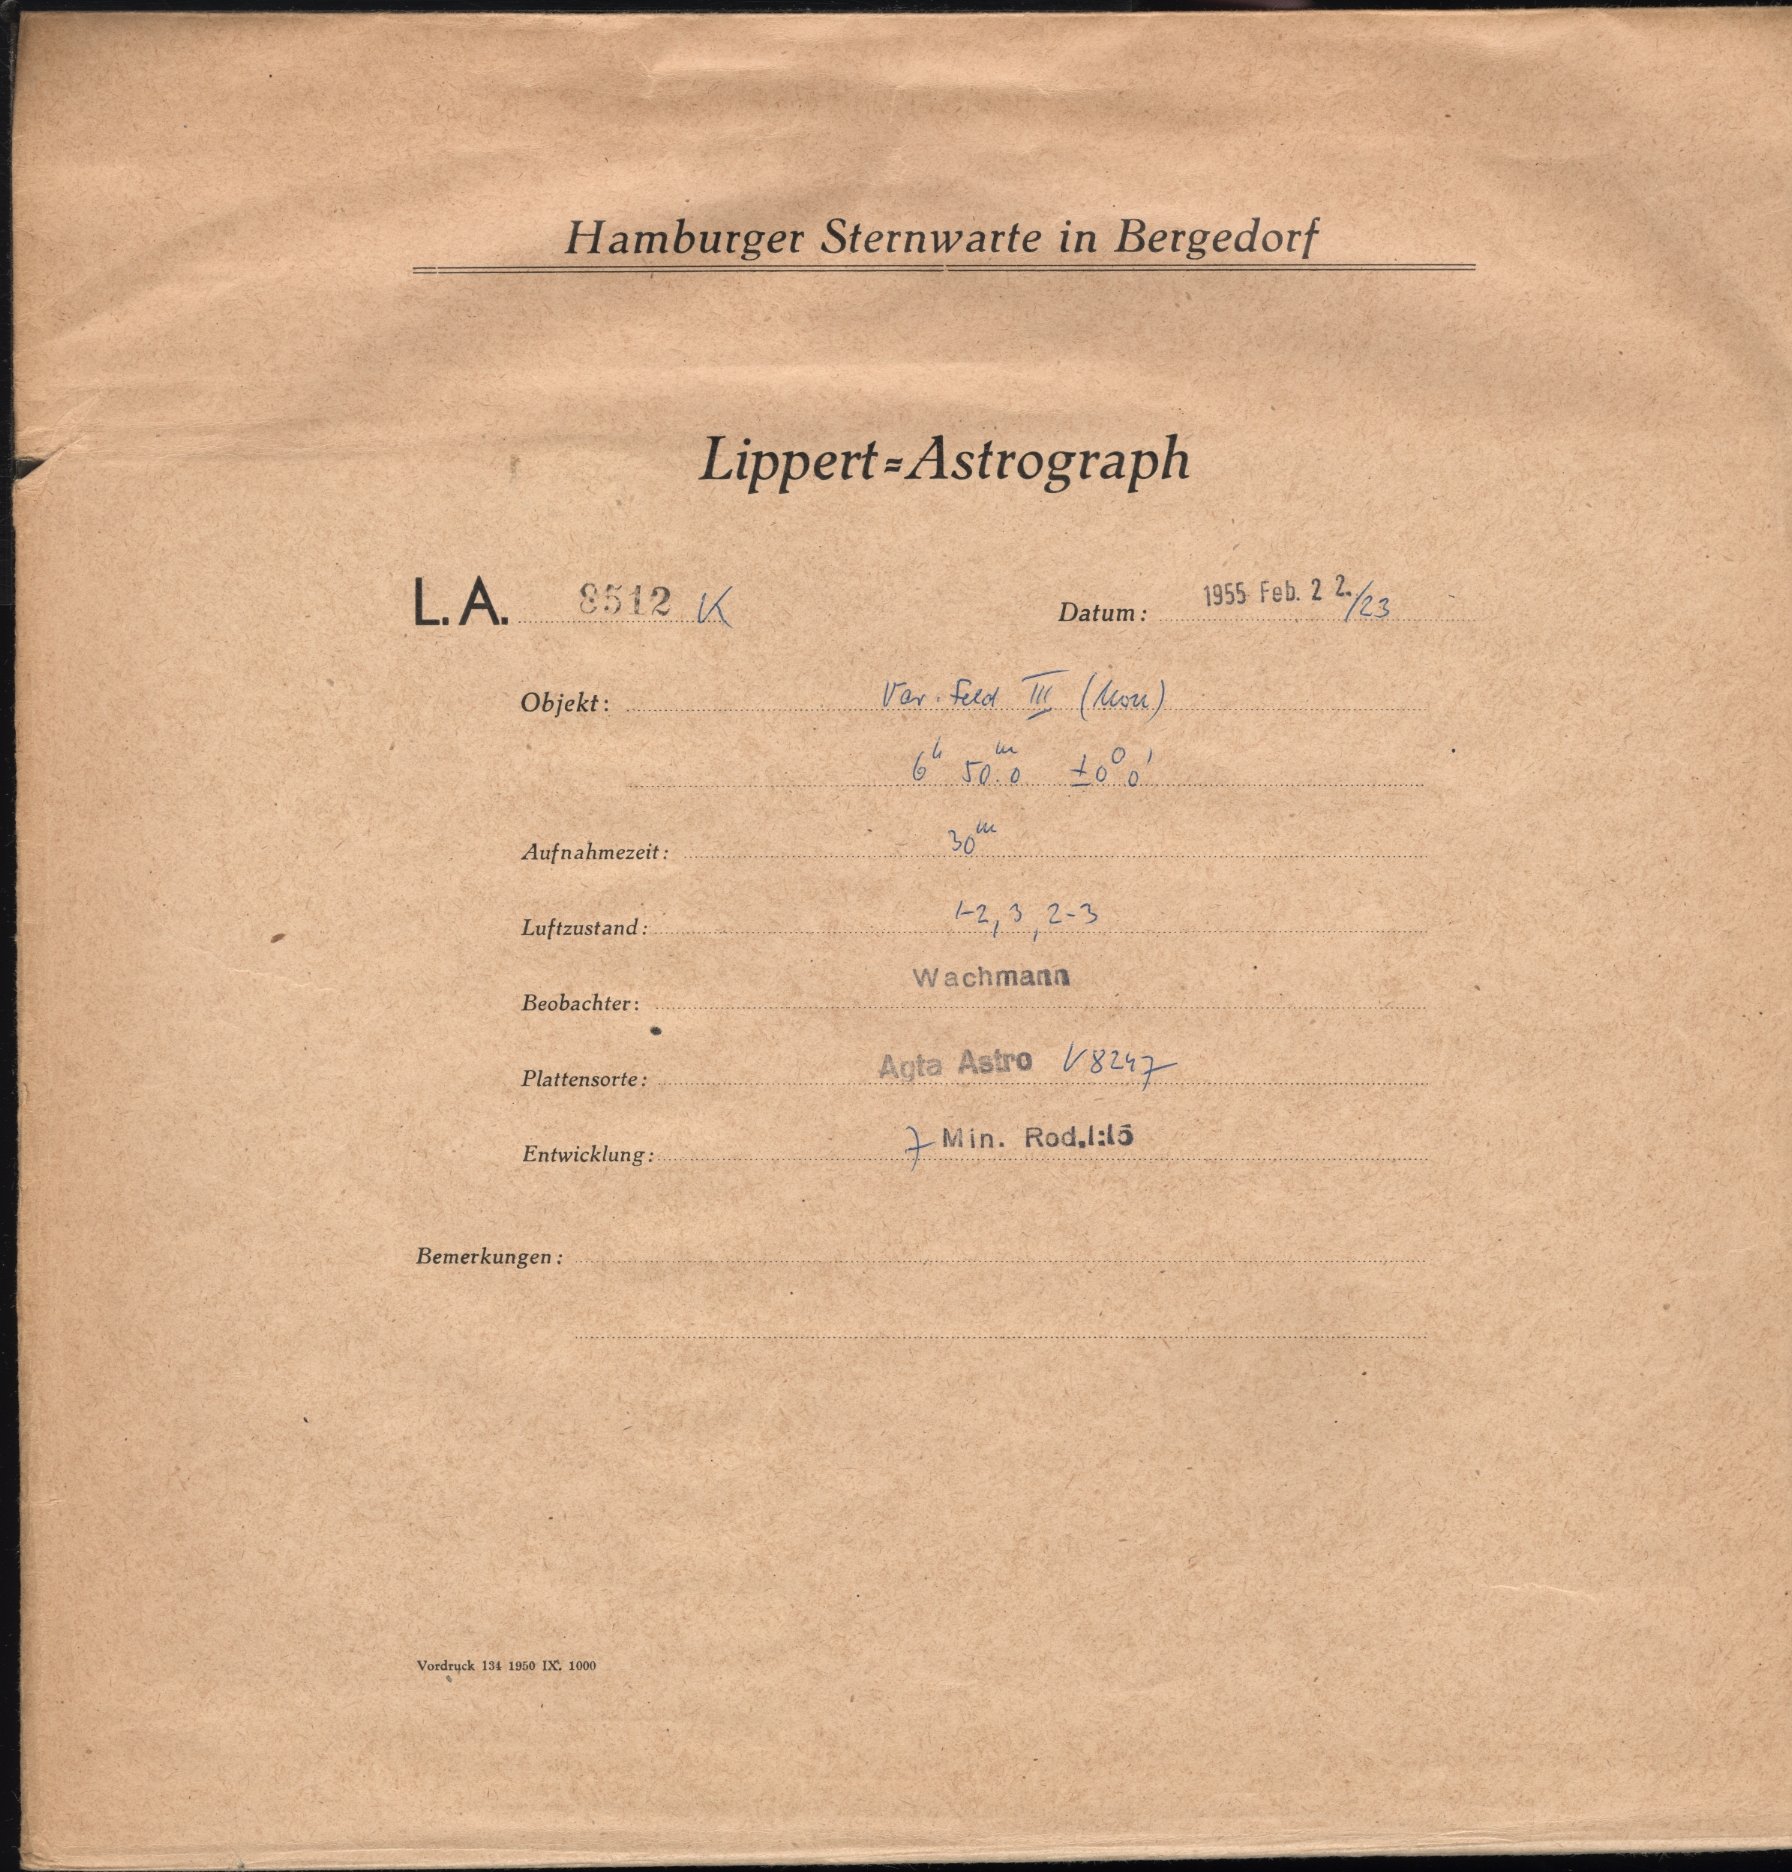 Hamburger Sternwarte in Bergedorf
Lippert=Astrograph
L. A. 8512 K Datum: 1955 Feb. 22./23
Objekt: Var. Feld III (Mon)
6h 50m.0 ±0° 0'
Aufnahmezeit: 30m
Luftzustand: 1-2, 3, 2-3
Beobachter: Wachmann
Plattensorte: Agfa Astro V8247
Entwicklung: 7 Min. Rod.1:15
Bemerkungen:
Vordruck 134 1950 IX. 1000